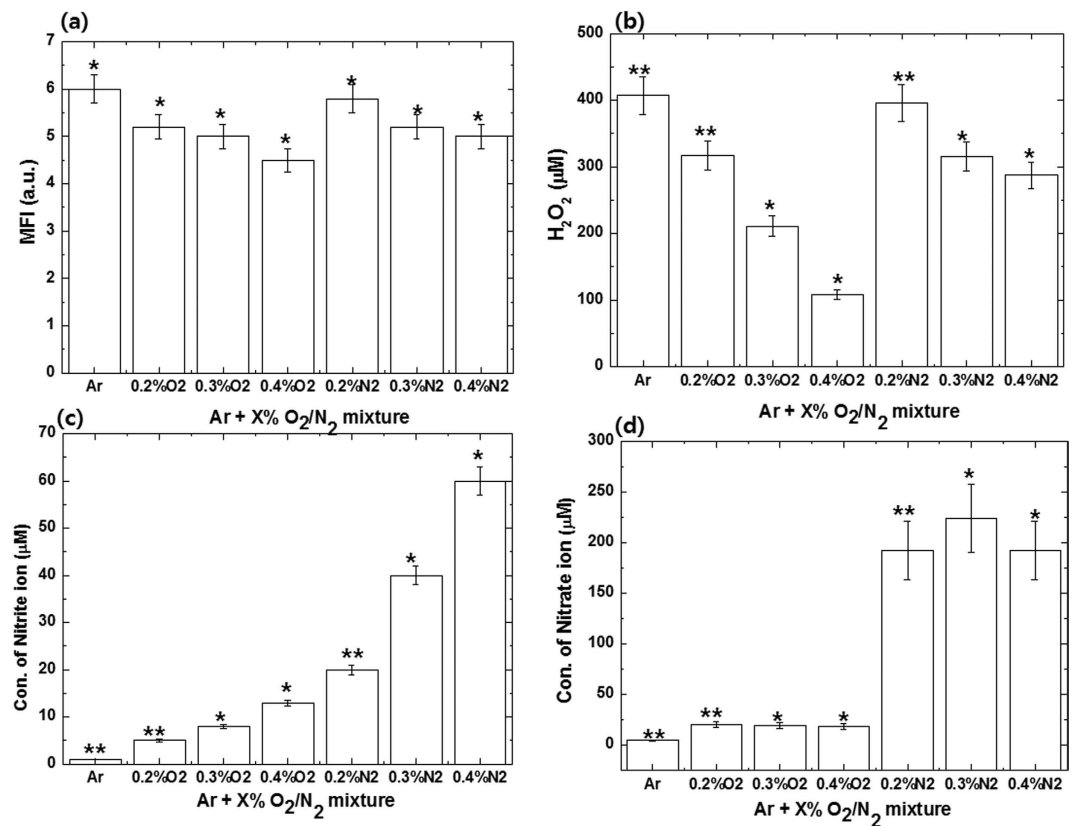 (a)
MFI (a.u.)
7
6
5
4
3
2
1
0
* * * * * * *
Ar 0.2%O2 0.3%O2 0.4%O2 0.2%N2 0.3%N2 0.4%N2
Ar + X% O₂/N₂ mixture
(b)
H₂O₂ (μM)
500
400
300
200
100
0
** ** * * ** * *
Ar 0.2%O2 0.3%O2 0.4%O2 0.2%N2 0.3%N2 0.4%N2
Ar + X% O₂/N₂ mixture
(c)
Con. of Nitrite ion (μM)
70
60
50
40
30
20
10
0
** ** * * ** * *
Ar 0.2%O2 0.3%O2 0.4%O2 0.2%N2 0.3%N2 0.4%N2
Ar + X% O₂/N₂ mixture
(d)
Con. of Nitrate ion (μM)
300
250
200
150
100
50
0
** ** * * ** * *
Ar 0.2%O2 0.3%O2 0.4%O2 0.2%N2 0.3%N2 0.4%N2
Ar + X% O₂/N₂ mixture